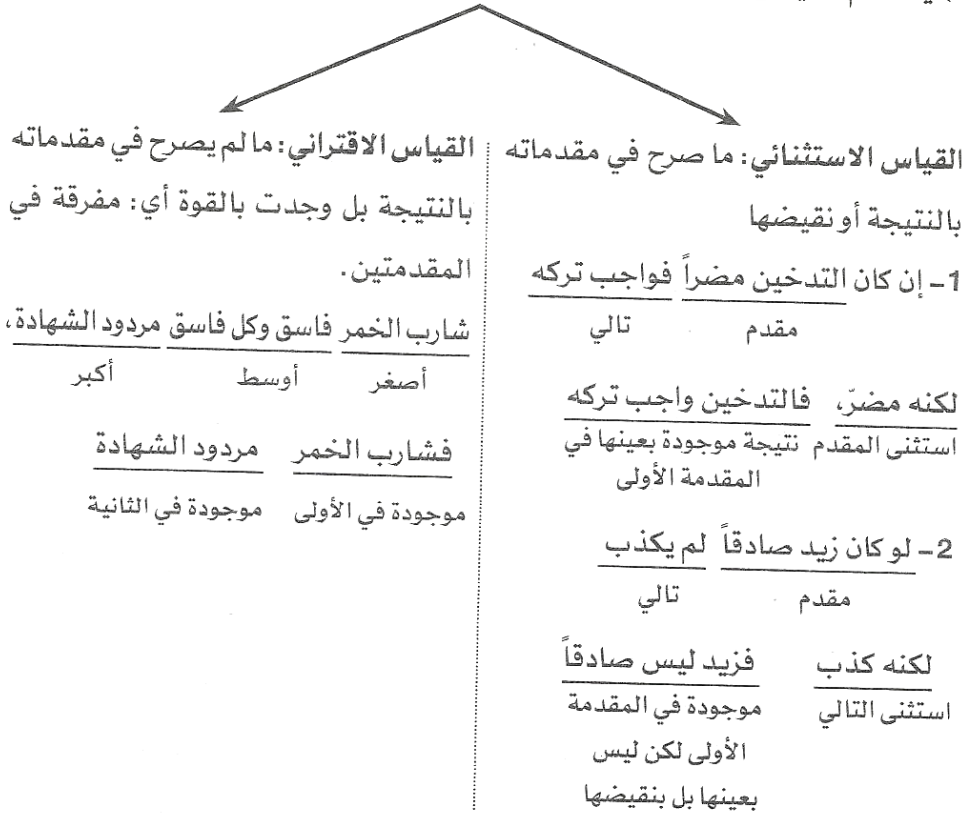 القياس الاستثنائي: ما صرح في مقدماته
بالنتيجة أو نقيضها
1- إن كان التدخين مضراً فواجب تركه
مقدم تالي
لكنه مضرّ، فالتدخين واجب تركه
استثنى المقدم نتيجة موجودة بعينها في
المقدمة الأولى
2- لو كان زيد صادقاً لم يكذب
مقدم تالي
لكنه كذب فزيد ليس صادقاً
استثنى التالي موجودة في المقدمة
الأولى لكن ليس
بعينها بل بنقيضها
القياس الاقتراني: ما لم يصرح في مقدماته
بالنتيجة بل وجدت بالقوة أي: مفرقة في
المقدمتين.
شارب الخمر فاسق وكل فاسق مردود الشهادة،
أصغر أوسط أكبر
فشارب الخمر مردود الشهادة
موجودة في الأولى موجودة في الثانية